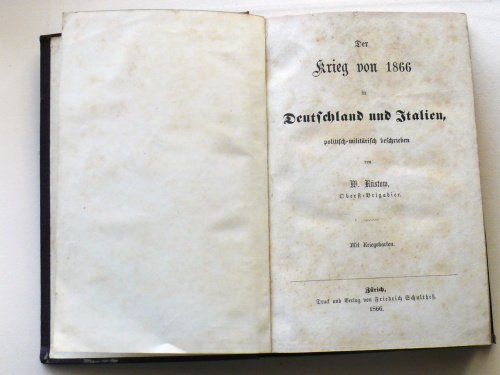 Der
Krieg von 1866
in
Deutschland und Italien,
politisch-militärisch beschrieben
von
W. Rüstow,
Oberst-Brigadier.
Mit Kriegskarten.
Zürich,
Druck und Verlag von Friedrich Schultheß.
1866.